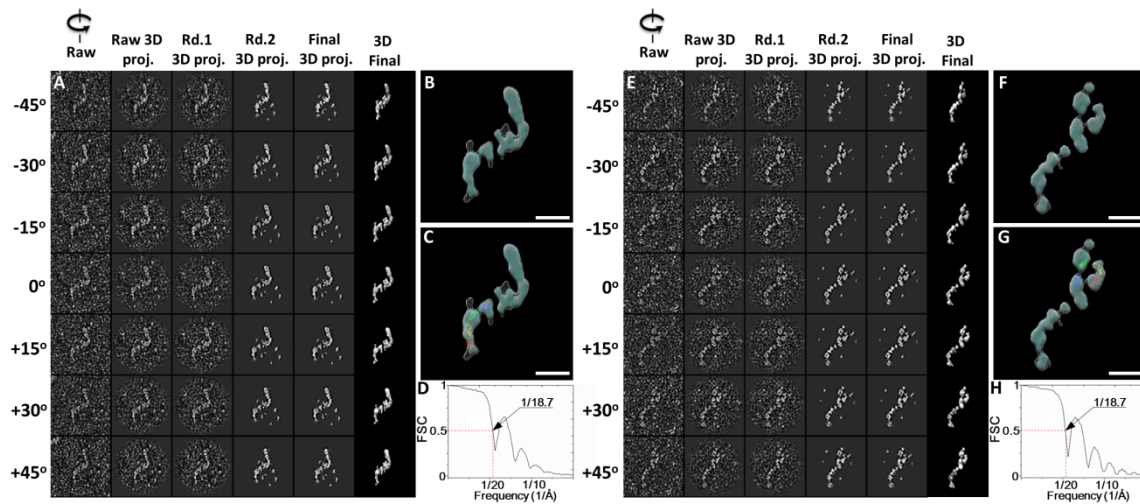 Raw
Raw 3D proj.
Rd.1 3D proj.
Rd.2 3D proj.
Final 3D proj.
3D Final
Raw
Raw 3D proj.
Rd.1 3D proj.
Rd.2 3D proj.
Final 3D proj.
3D Final
A
B
E
F
-45°
-30°
-15°
0°
+15°
+30°
+45°
-45°
-30°
-15°
0°
+15°
+30°
+45°
C
G
D
1
0.5
0
FSC
1/18.7
1/20
1/10
Frequency (1/Å)
H
1
0.5
0
FSC
1/18.7
1/20
1/10
Frequency (1/Å)